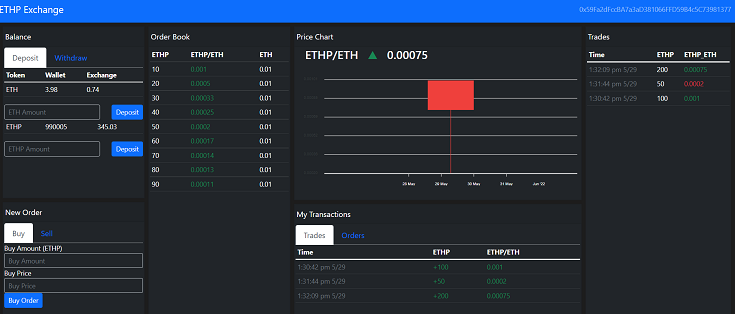 ETHP Exchange
0x59Fa2dFccBA7a3aD381066FFD5984c5C73981377
Balance
Deposit Withdraw
Token Wallet Exchange
ETH 3.98 0.74
ETH Amount Deposit
ETHP 990005 345.03
ETHP Amount Deposit
New Order
Buy Sell
Buy Amount (ETHP)
Buy Amount
Buy Price
Buy Price
Buy Order
Order Book
ETHP ETHP/ETH ETH
10 0.001 0.01
20 0.0005 0.01
30 0.00033 0.01
40 0.00025 0.01
50 0.0002 0.01
60 0.00017 0.01
70 0.00014 0.01
80 0.00013 0.01
90 0.00011 0.01
Price Chart
ETHP/ETH ▲ 0.00075
28 May 29 May 30 May 31 May Jun '22
My Transactions
Trades Orders
Time ETHP ETHP/ETH
1:30:42 pm 5/29 +100 0.001
1:31:44 pm 5/29 +50 0.0002
1:32:09 pm 5/29 +200 0.00075
Trades
Time ETHP ETHP_ETH
1:32:09 pm 5/29 200 0.00075
1:31:44 pm 5/29 50 0.0002
1:30:42 pm 5/29 100 0.001